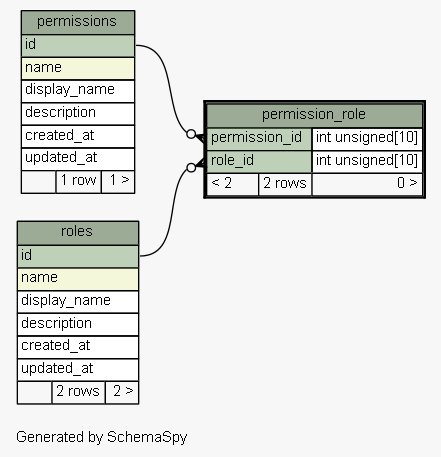 permissions
id
name
display_name
description
created_at
updated_at
1 row 1 >
permission_role
permission_id int unsigned[10]
role_id int unsigned[10]
< 2 2 rows 0 >
roles
id
name
display_name
description
created_at
updated_at
2 rows 2 >
Generated by SchemaSpy